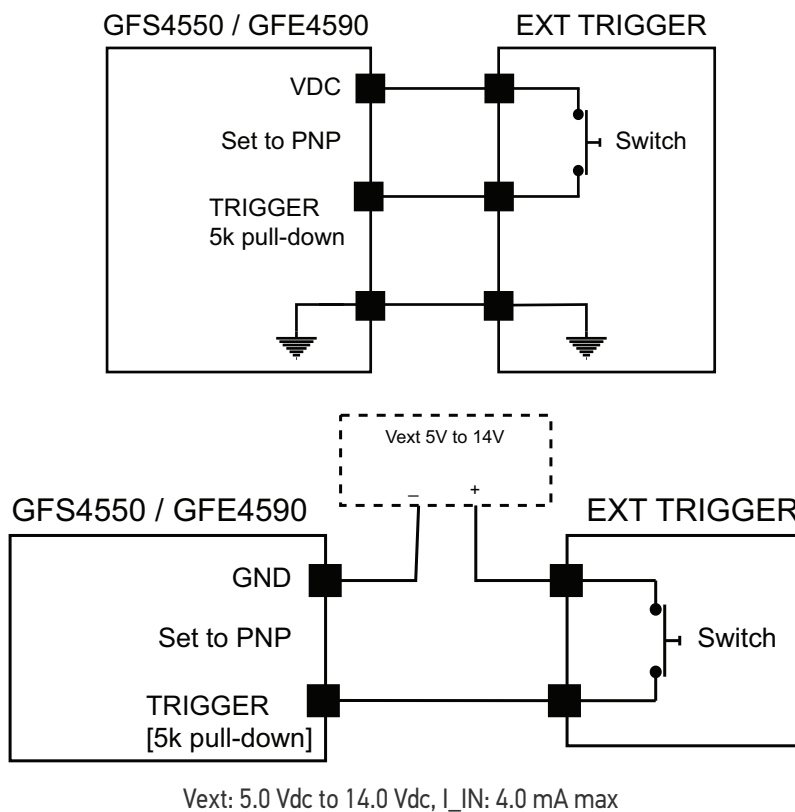 GFS4550 / GFE4590
EXT TRIGGER
VDC
Set to PNP
Switch
TRIGGER
5k pull-down
Vext 5V to 14V
– +
GFS4550 / GFE4590
EXT TRIGGER
GND
Set to PNP
Switch
TRIGGER
[5k pull-down]
Vext: 5.0 Vdc to 14.0 Vdc, I_IN: 4.0 mA max